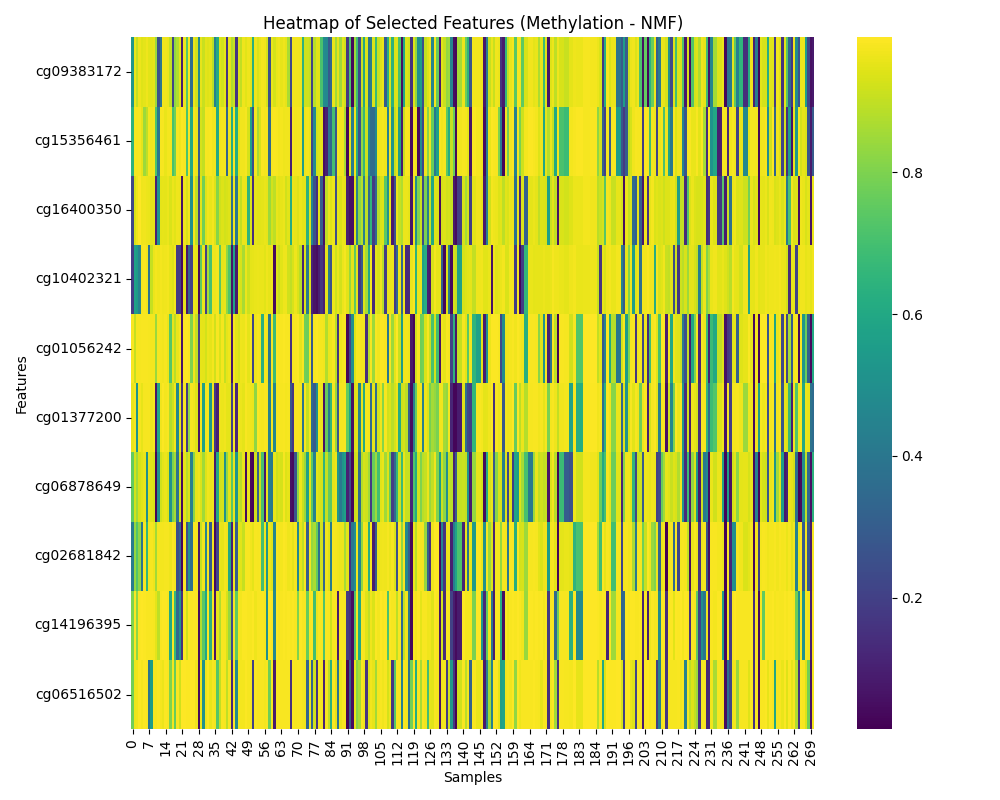 Heatmap of Selected Features (Methylation - NMF)
Features
cg09383172
cg15356461
cg16400350
cg10402321
cg01056242
cg01377200
cg06878649
cg02681842
cg14196395
cg06516502
0 7 14 21 28 35 42 49 56 63 70 77 84 91 98 105 112 119 126 133 140 145 152 159 164 171 178 183 184 191 196 203 210 217 224 231 236 241 248 255 262 269
Samples
0.8
0.6
0.4
0.2